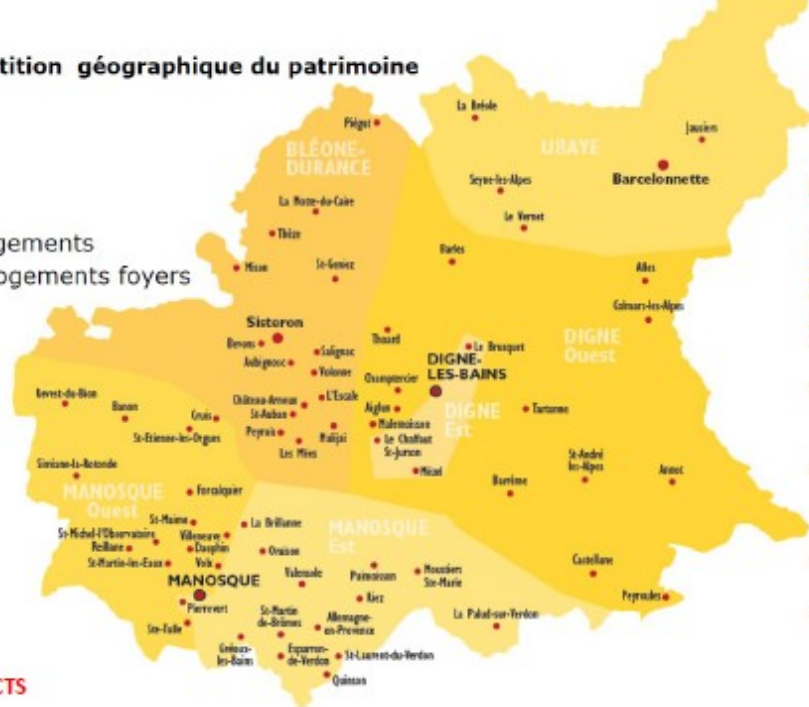 tition géographique du patrimoine
La Bréole
Piégut
Jausiers
BLÉONE-
DURANCE
UBAYE
Barcelonnette
Seyne-les-Alpes
La Motte-du-Caire
Le Vernet
Thèze
gements
Barles
ogements foyers
Mison
St-Geniez
Allos
Colmars-les-Alpes
Sisteron
Thoard
DIGNE
Ouest
Bevons
Le Brusquet
Salignac
DIGNE-
LES-BAINS
Aubignosc
Volonne
Champtercier
Revest-du-Bion
Château-Arnoux
St-Auban
L'Escale
Aiglun
DIGNE
Est
Tartonne
Banon
Cruis
Malemoisson
St-Etienne-les-Orgues
Peyruis
Malijai
Le Chaffaut
St-Jurson
Les Mées
St-André
les-Alpes
Simiane-la-Rotonde
Mézel
Annot
Barrême
MANOSQUE
Ouest
Forcalquier
St-Maime
La Brillanne
MANOSQUE
Est
St-Michel-l'Observatoire
Villeneuve
Reillane
Dauphin
Oraison
St-Martin-les-Eaux
Volx
Castellane
Valensole
Puimoisson
Moustiers
Ste-Marie
MANOSQUE
Peyroules
Riez
Pierrevert
St-Martin
de-Brômes
Allemagne-
en-Provence
La Palud-sur-Verdon
Ste-Tulle
Gréoux-
les-Bains
Esparron-
de-Verdon
St-Laurent-du-Verdon
Quinson
CTS